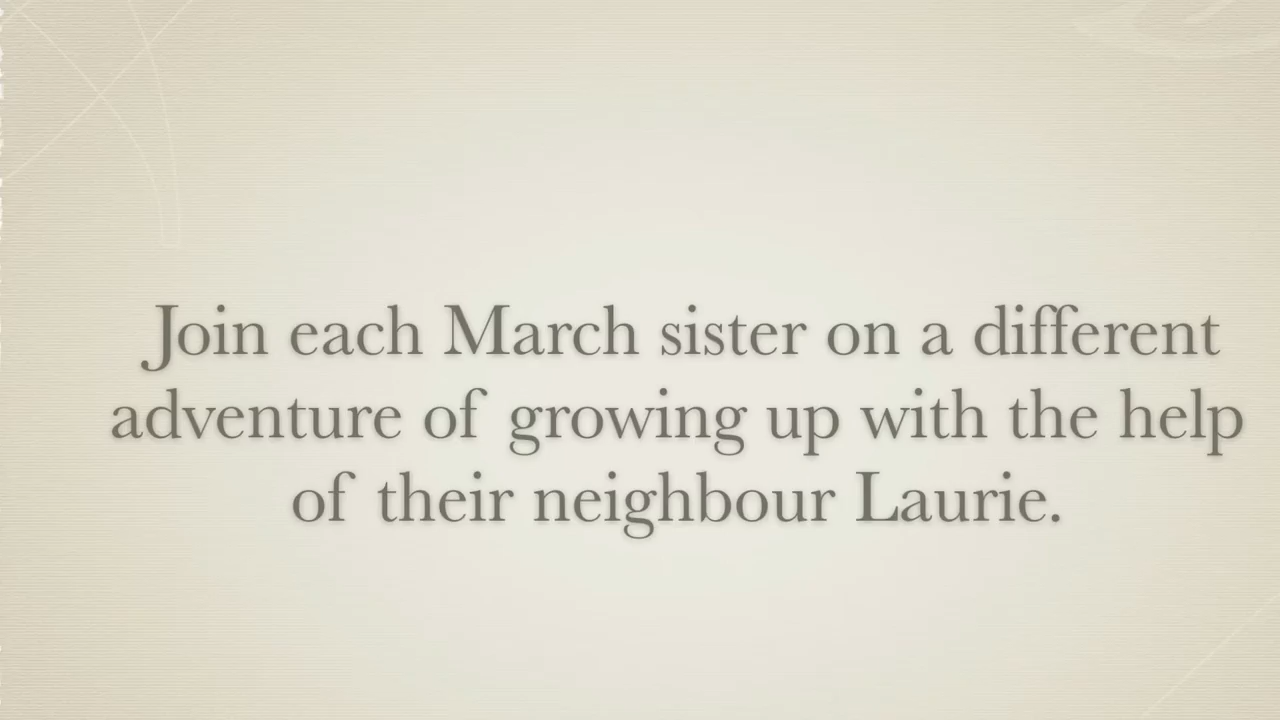 Join each March sister on a different
adventure of growing up with the help
of their neighbour Laurie.